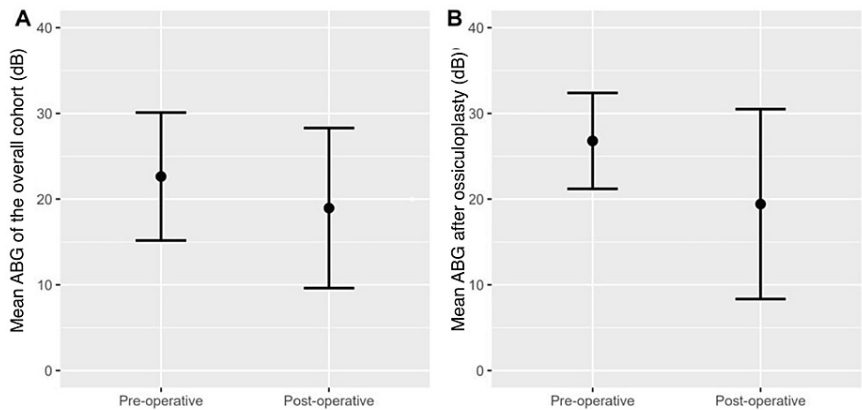 A
Mean ABG of the overall cohort (dB)
40
30
20
10
0
Pre-operative
Post-operative
B
Mean ABG after ossiculoplasty (dB)
40
30
20
10
0
Pre-operative
Post-operative